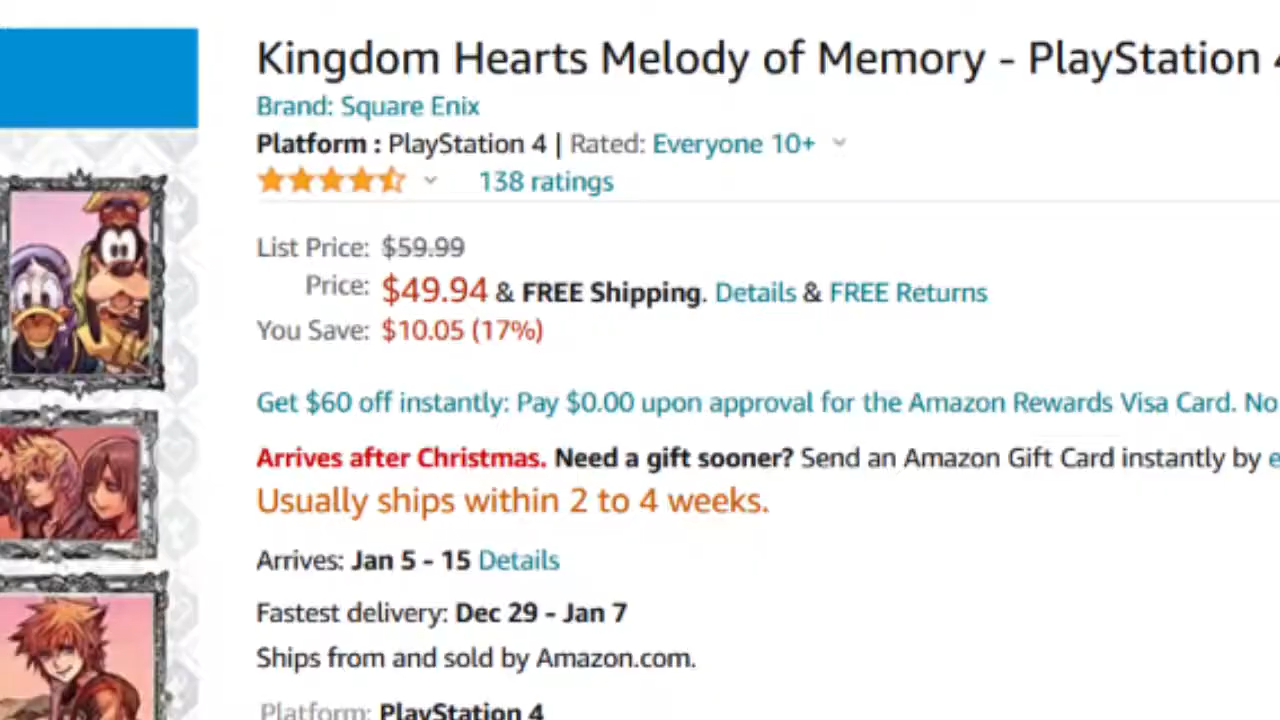 Kingdom Hearts Melody of Memory - PlayStation 4
Brand: Square Enix
Platform : PlayStation 4 | Rated: Everyone 10+
138 ratings
List Price: $59.99
Price: $49.94 & FREE Shipping. Details & FREE Returns
You Save: $10.05 (17%)
Get $60 off instantly: Pay $0.00 upon approval for the Amazon Rewards Visa Card. No
Arrives after Christmas. Need a gift sooner? Send an Amazon Gift Card instantly by
Usually ships within 2 to 4 weeks.
Arrives: Jan 5 - 15 Details
Fastest delivery: Dec 29 - Jan 7
Ships from and sold by Amazon.com.
Platform: PlayStation 4